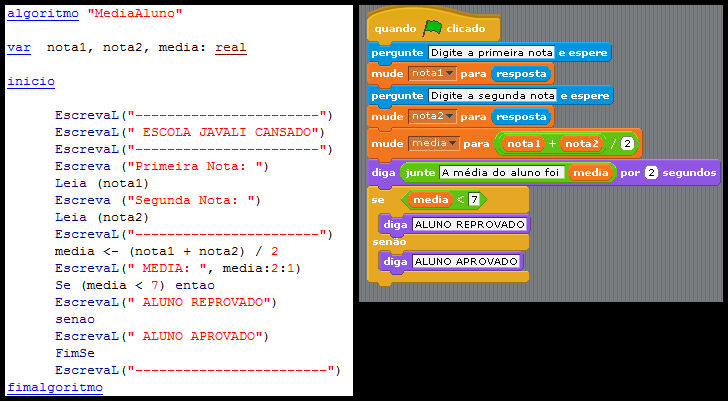 algoritmo "MediaAluno"
var  nota1, nota2, media: real
inicio
EscrevaL("-----------------------")
EscrevaL(" ESCOLA JAVALI CANSADO")
EscrevaL("-----------------------")
Escreva ("Primeira Nota: ")
Leia (nota1)
Escreva ("Segunda Nota: ")
Leia (nota2)
EscrevaL("-----------------------")
media <- (nota1 + nota2) / 2
EscrevaL(" MEDIA: ", media:2:1)
Se (media < 7) entao
EscrevaL(" ALUNO REPROVADO")
senao
EscrevaL(" ALUNO APROVADO")
FimSe
EscrevaL("------------------------")
fimalgoritmo
quando clicado
pergunte Digite a primeira nota e espere
mude nota1 para resposta
pergunte Digite a segunda nota e espere
mude nota2 para resposta
mude media para nota1 + nota2 / 2
diga junte A média do aluno foi media por 2 segundos
se media < 7
diga ALUNO REPROVADO
senão
diga ALUNO APROVADO